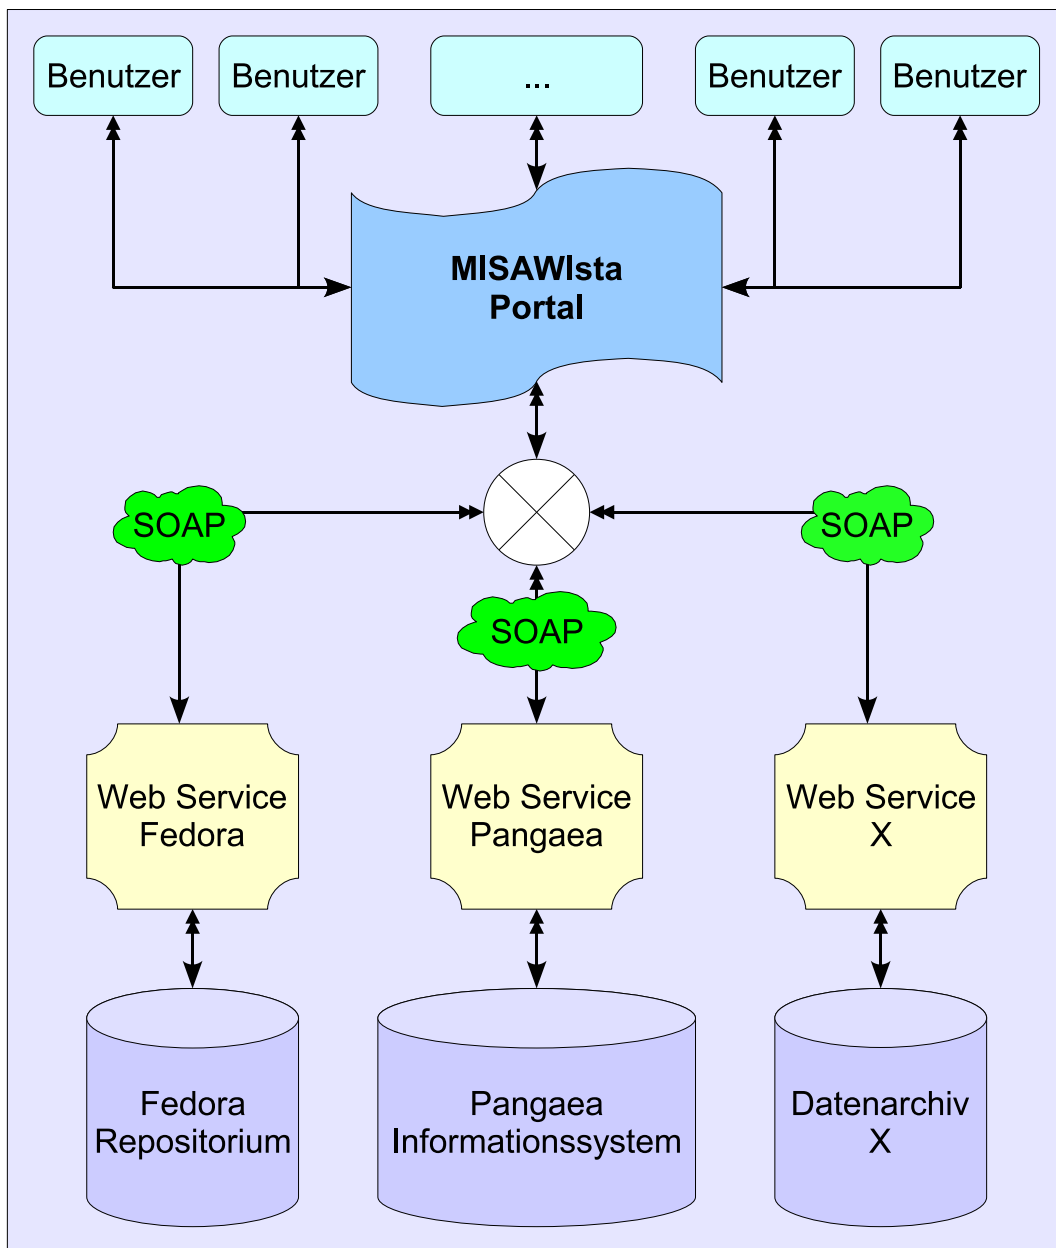 Benutzer
Benutzer
...
Benutzer
Benutzer
MISAWIsta
Portal
SOAP
SOAP
SOAP
Web Service
Fedora
Web Service
Pangaea
Web Service
X
Fedora
Repositorium
Pangaea
Informationssystem
Datenarchiv
X